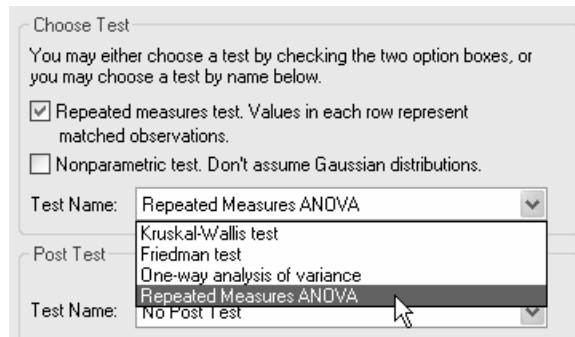 Choose Test
You may either choose a test by checking the two option boxes, or
you may choose a test by name below.
Repeated measures test. Values in each row represent
matched observations.
Nonparametric test. Don't assume Gaussian distributions.
Test Name: Repeated Measures ANOVA
Kruskal-Wallis test
Post Test
Friedman test
One-way analysis of variance
Repeated Measures ANOVA
Test Name: No Post Test